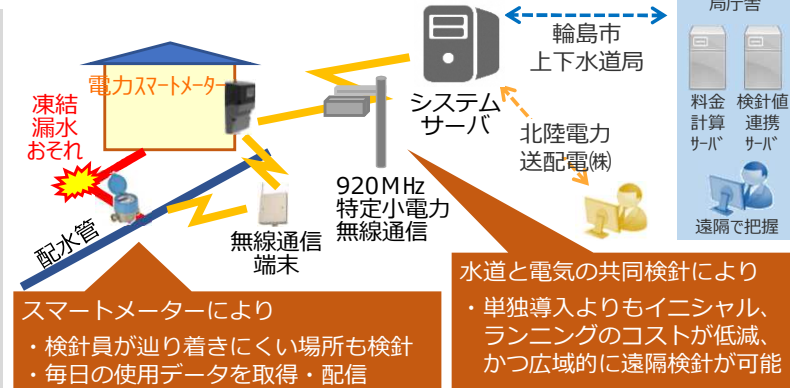 局庁舎
輪島市
上下水道局
電力スマートメーター
凍結
漏水
おそれ
システム
サーバ
北陸電力
送配電㈱
料金
計算
サーバ
検針値
連携
サーバ
遠隔で把握
920MHz
特定小電力
無線通信
無線通信
端末
配水管
スマートメーターにより
・検針員が辿り着きにくい場所も検針
・毎日の使用データを取得・配信
水道と電気の共同検針により
・単独導入よりもイニシャル、
ランニングのコストが低減、
かつ広域的に遠隔検針が可能